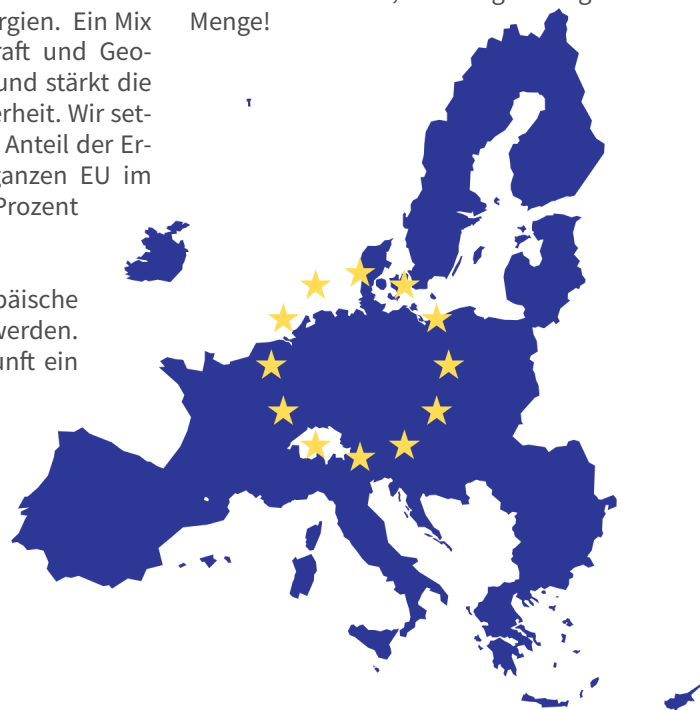 rgien. Ein Mix
raft und Geo-
und stärkt die
erheit. Wir set-
Anteil der Er-
ganzen EU im
Prozent
päische
werden.
unft ein
Menge!